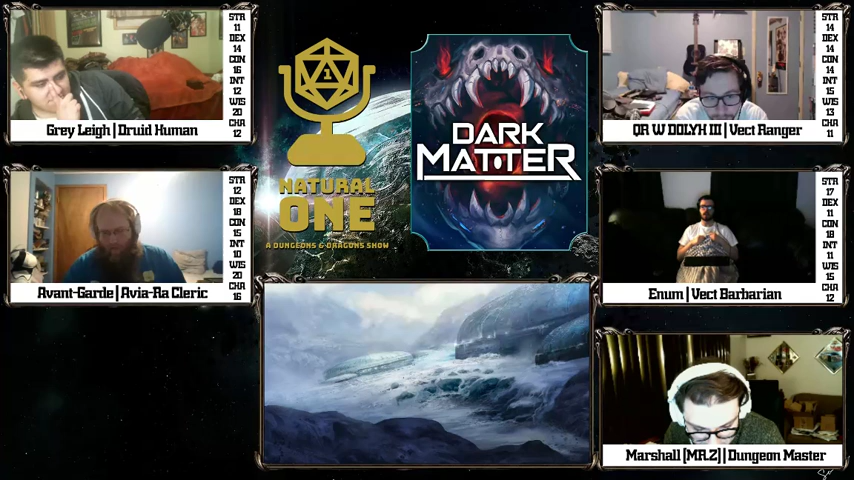 STR
11
DEX
14
CON
16
INT
12
WIS
20
CHA
12
Grey Leigh | Druid Human
STR
12
DEX
18
CON
15
INT
10
WIS
20
CHA
16
Avant-Garde | Avia-Ra Cleric
1
NATURAL
ONE
A DUNGEONS & DRAGONS SHOW
DARK
MATTER
STR
14
DEX
14
CON
14
INT
15
WIS
13
CHA
11
QR W DOLYH III | Vect Ranger
STR
17
DEX
11
CON
18
INT
11
WIS
15
CHA
12
Enum | Vect Barbarian
Marshall [MR.Z] | Dungeon Master